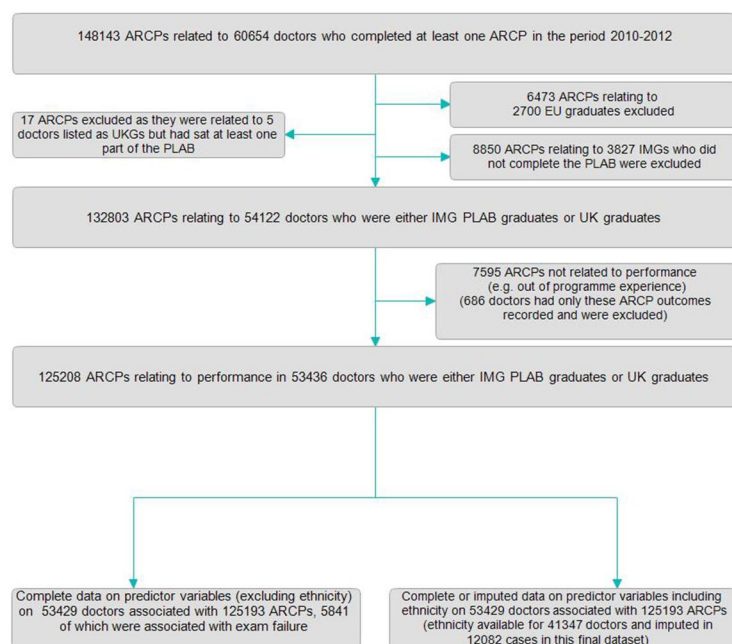 148143 ARCPs related to 60654 doctors who completed at least one ARCP in the period 2010-2012
6473 ARCPs relating to
2700 EU graduates excluded
17 ARCPs excluded as they were related to 5
doctors listed as UKGs but had sat at least one
part of the PLAB
8850 ARCPs relating to 3827 IMGs who did
not complete the PLAB were excluded
132803 ARCPs relating to 54122 doctors who were either IMG PLAB graduates or UK graduates
7595 ARCPs not related to performance
(e.g. out of programme experience)
(686 doctors had only these ARCP outcomes
recorded and were excluded)
125208 ARCPs relating to performance in 53436 doctors who were either IMG PLAB graduates or UK graduates
Complete data on predictor variables (excluding ethnicity)
on 53429 doctors associated with 125193 ARCPs, 5841
of which were associated with exam failure
Complete or imputed data on predictor variables including
ethnicity on 53429 doctors associated with 125193 ARCPs
(ethnicity available for 41347 doctors and imputed in
12082 cases in this final dataset)